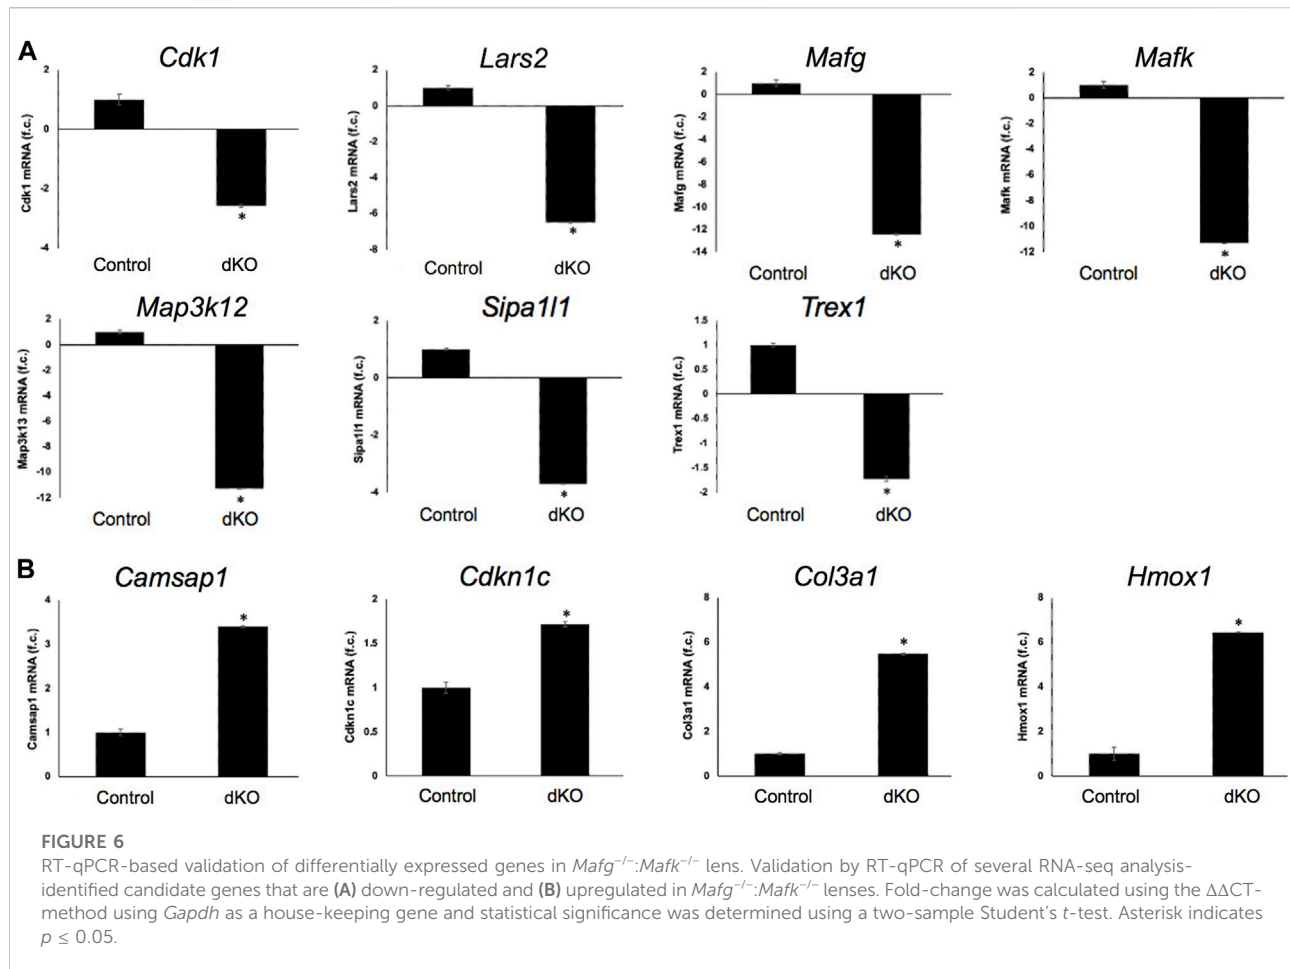 A
Cdk1
Cdk1 mRNA (f.c.)
2
0
-2
-4
Control
dKO
*
Lars2
Lars2 mRNA (f.c.)
2
0
-2
-4
-6
-8
Control
dKO
*
Mafg
Mafg mRNA (f.c.)
2
0
-2
-4
-6
-8
-10
-12
-14
Control
dKO
*
Mafk
Mafk mRNA (f.c.)
2
0
-2
-4
-6
-8
-10
-12
Control
dKO
*
Map3k12
Map3k13 mRNA (f.c.)
2
0
-2
-4
-6
-8
-10
-12
Control
dKO
*
Sipa1l1
Sipa1l1 mRNA (f.c.)
2
0
-2
-4
Control
dKO
*
Trex1
Trex1 mRNA (f.c.)
1.5
1
0.5
0
-0.5
-1
-1.5
-2
Control
dKO
*
B
Camsap1
Camsap1 mRNA (f.c.)
4
3
2
1
0
Control
dKO
*
Cdkn1c
Cdkn1c mRNA (f.c.)
2
1.5
1
0.5
0
Control
dKO
*
Col3a1
Col3a1 mRNA (f.c.)
8
6
4
2
0
Control
dKO
*
Hmox1
Hmox1 mRNA (f.c.)
8
6
4
2
0
Control
dKO
*
FIGURE 6
RT-qPCR-based validation of differentially expressed genes in Mafg⁻/⁻:Mafk⁻/⁻ lens. Validation by RT-qPCR of several RNA-seq analysis-
identified candidate genes that are (A) down-regulated and (B) upregulated in Mafg⁻/⁻:Mafk⁻/⁻ lenses. Fold-change was calculated using the ΔΔCT-
method using Gapdh as a house-keeping gene and statistical significance was determined using a two-sample Student's t-test. Asterisk indicates
p ≤ 0.05.